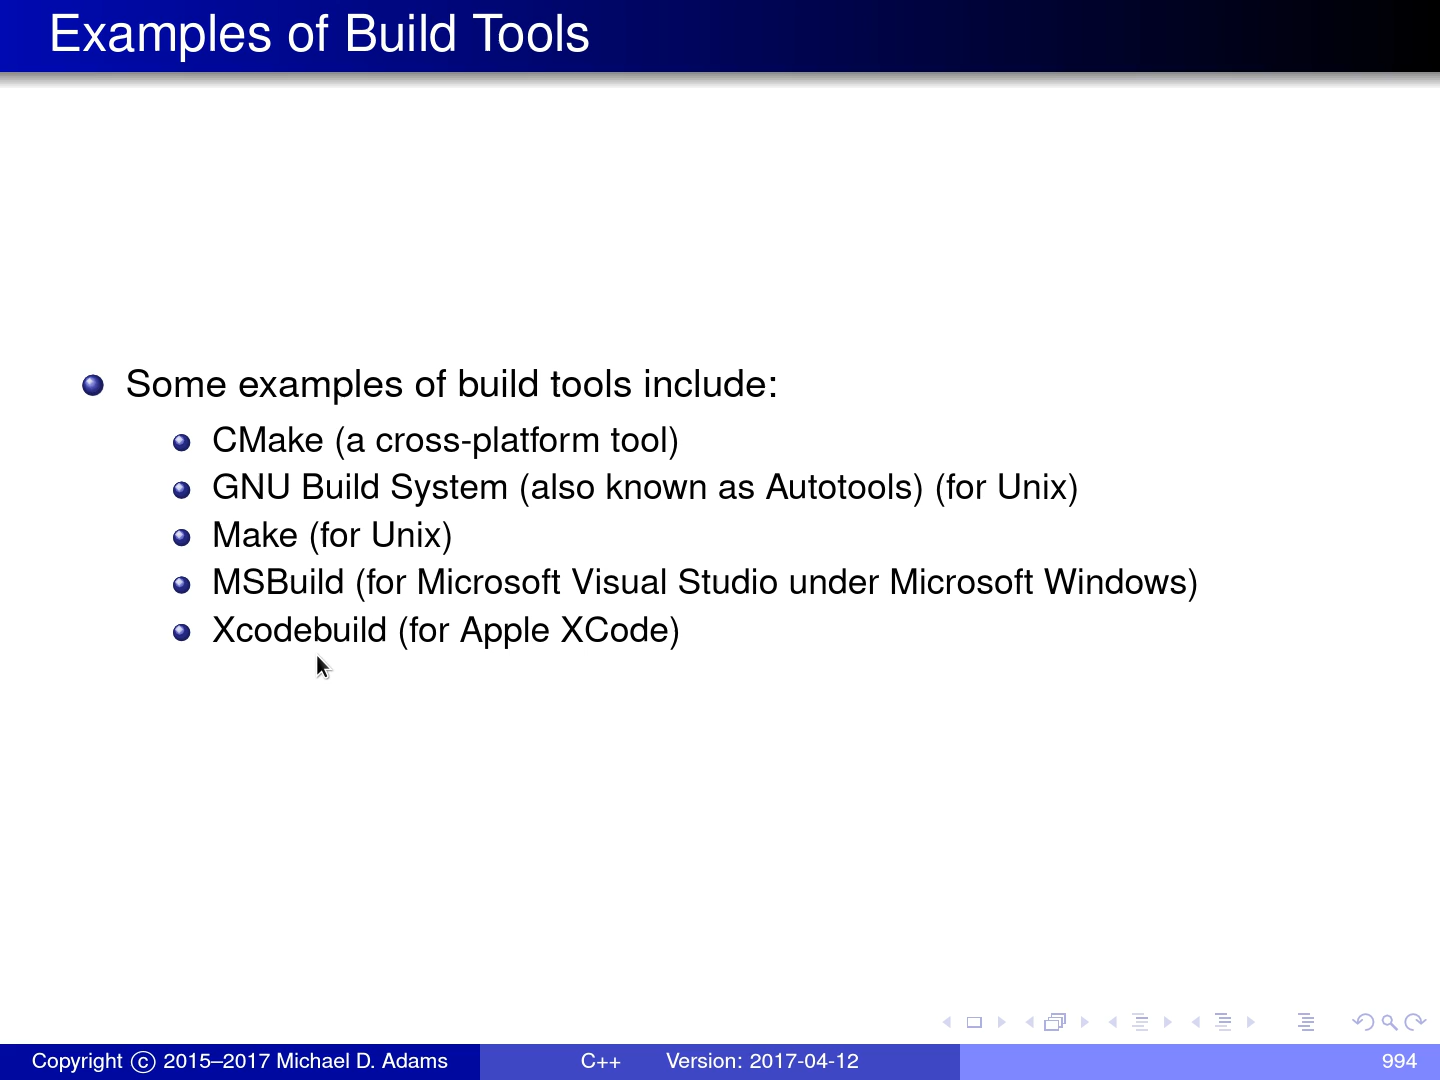 Examples of Build Tools
Some examples of build tools include:
CMake (a cross-platform tool)
GNU Build System (also known as Autotools) (for Unix)
Make (for Unix)
MSBuild (for Microsoft Visual Studio under Microsoft Windows)
Xcodebuild (for Apple XCode)
Copyright © 2015–2017 Michael D. Adams C++ Version: 2017-04-12 994